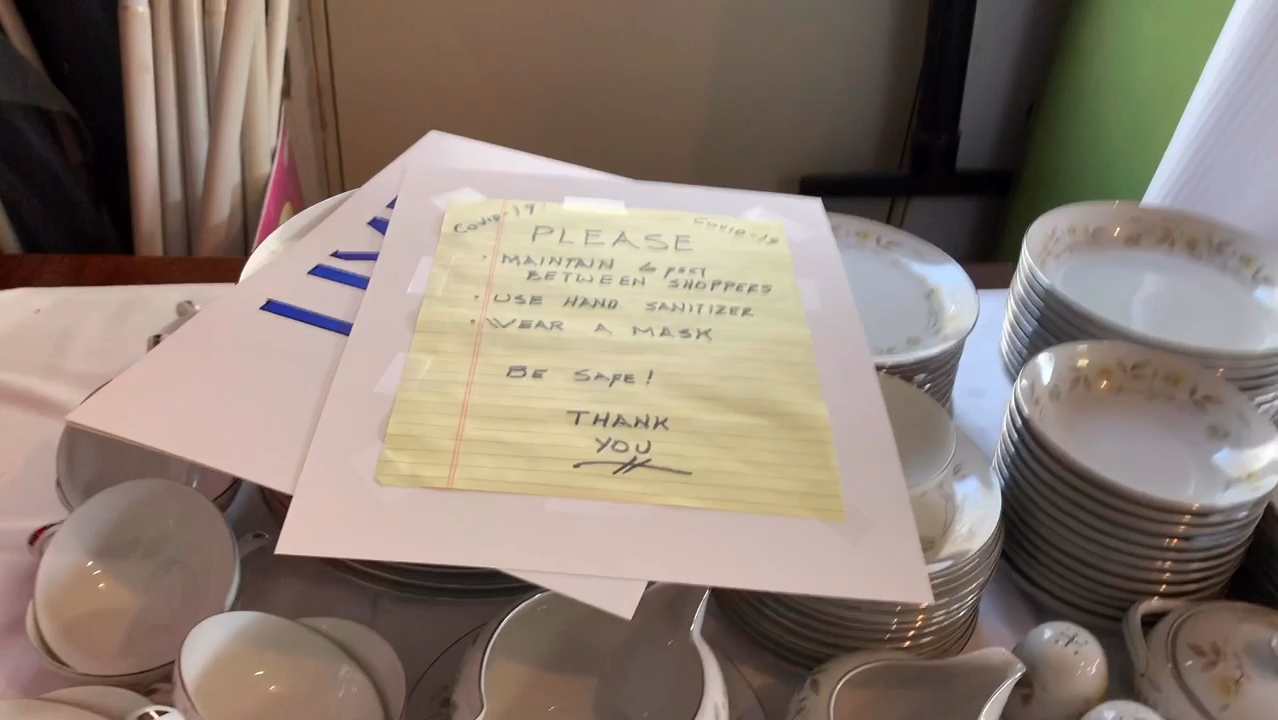 Covid-19 Covid-19
PLEASE
• MAINTAIN 6 FEET
BETWEEN SHOPPERS
• USE HAND SANITIZER
• WEAR A MASK
BE SAFE!
THANK
YOU